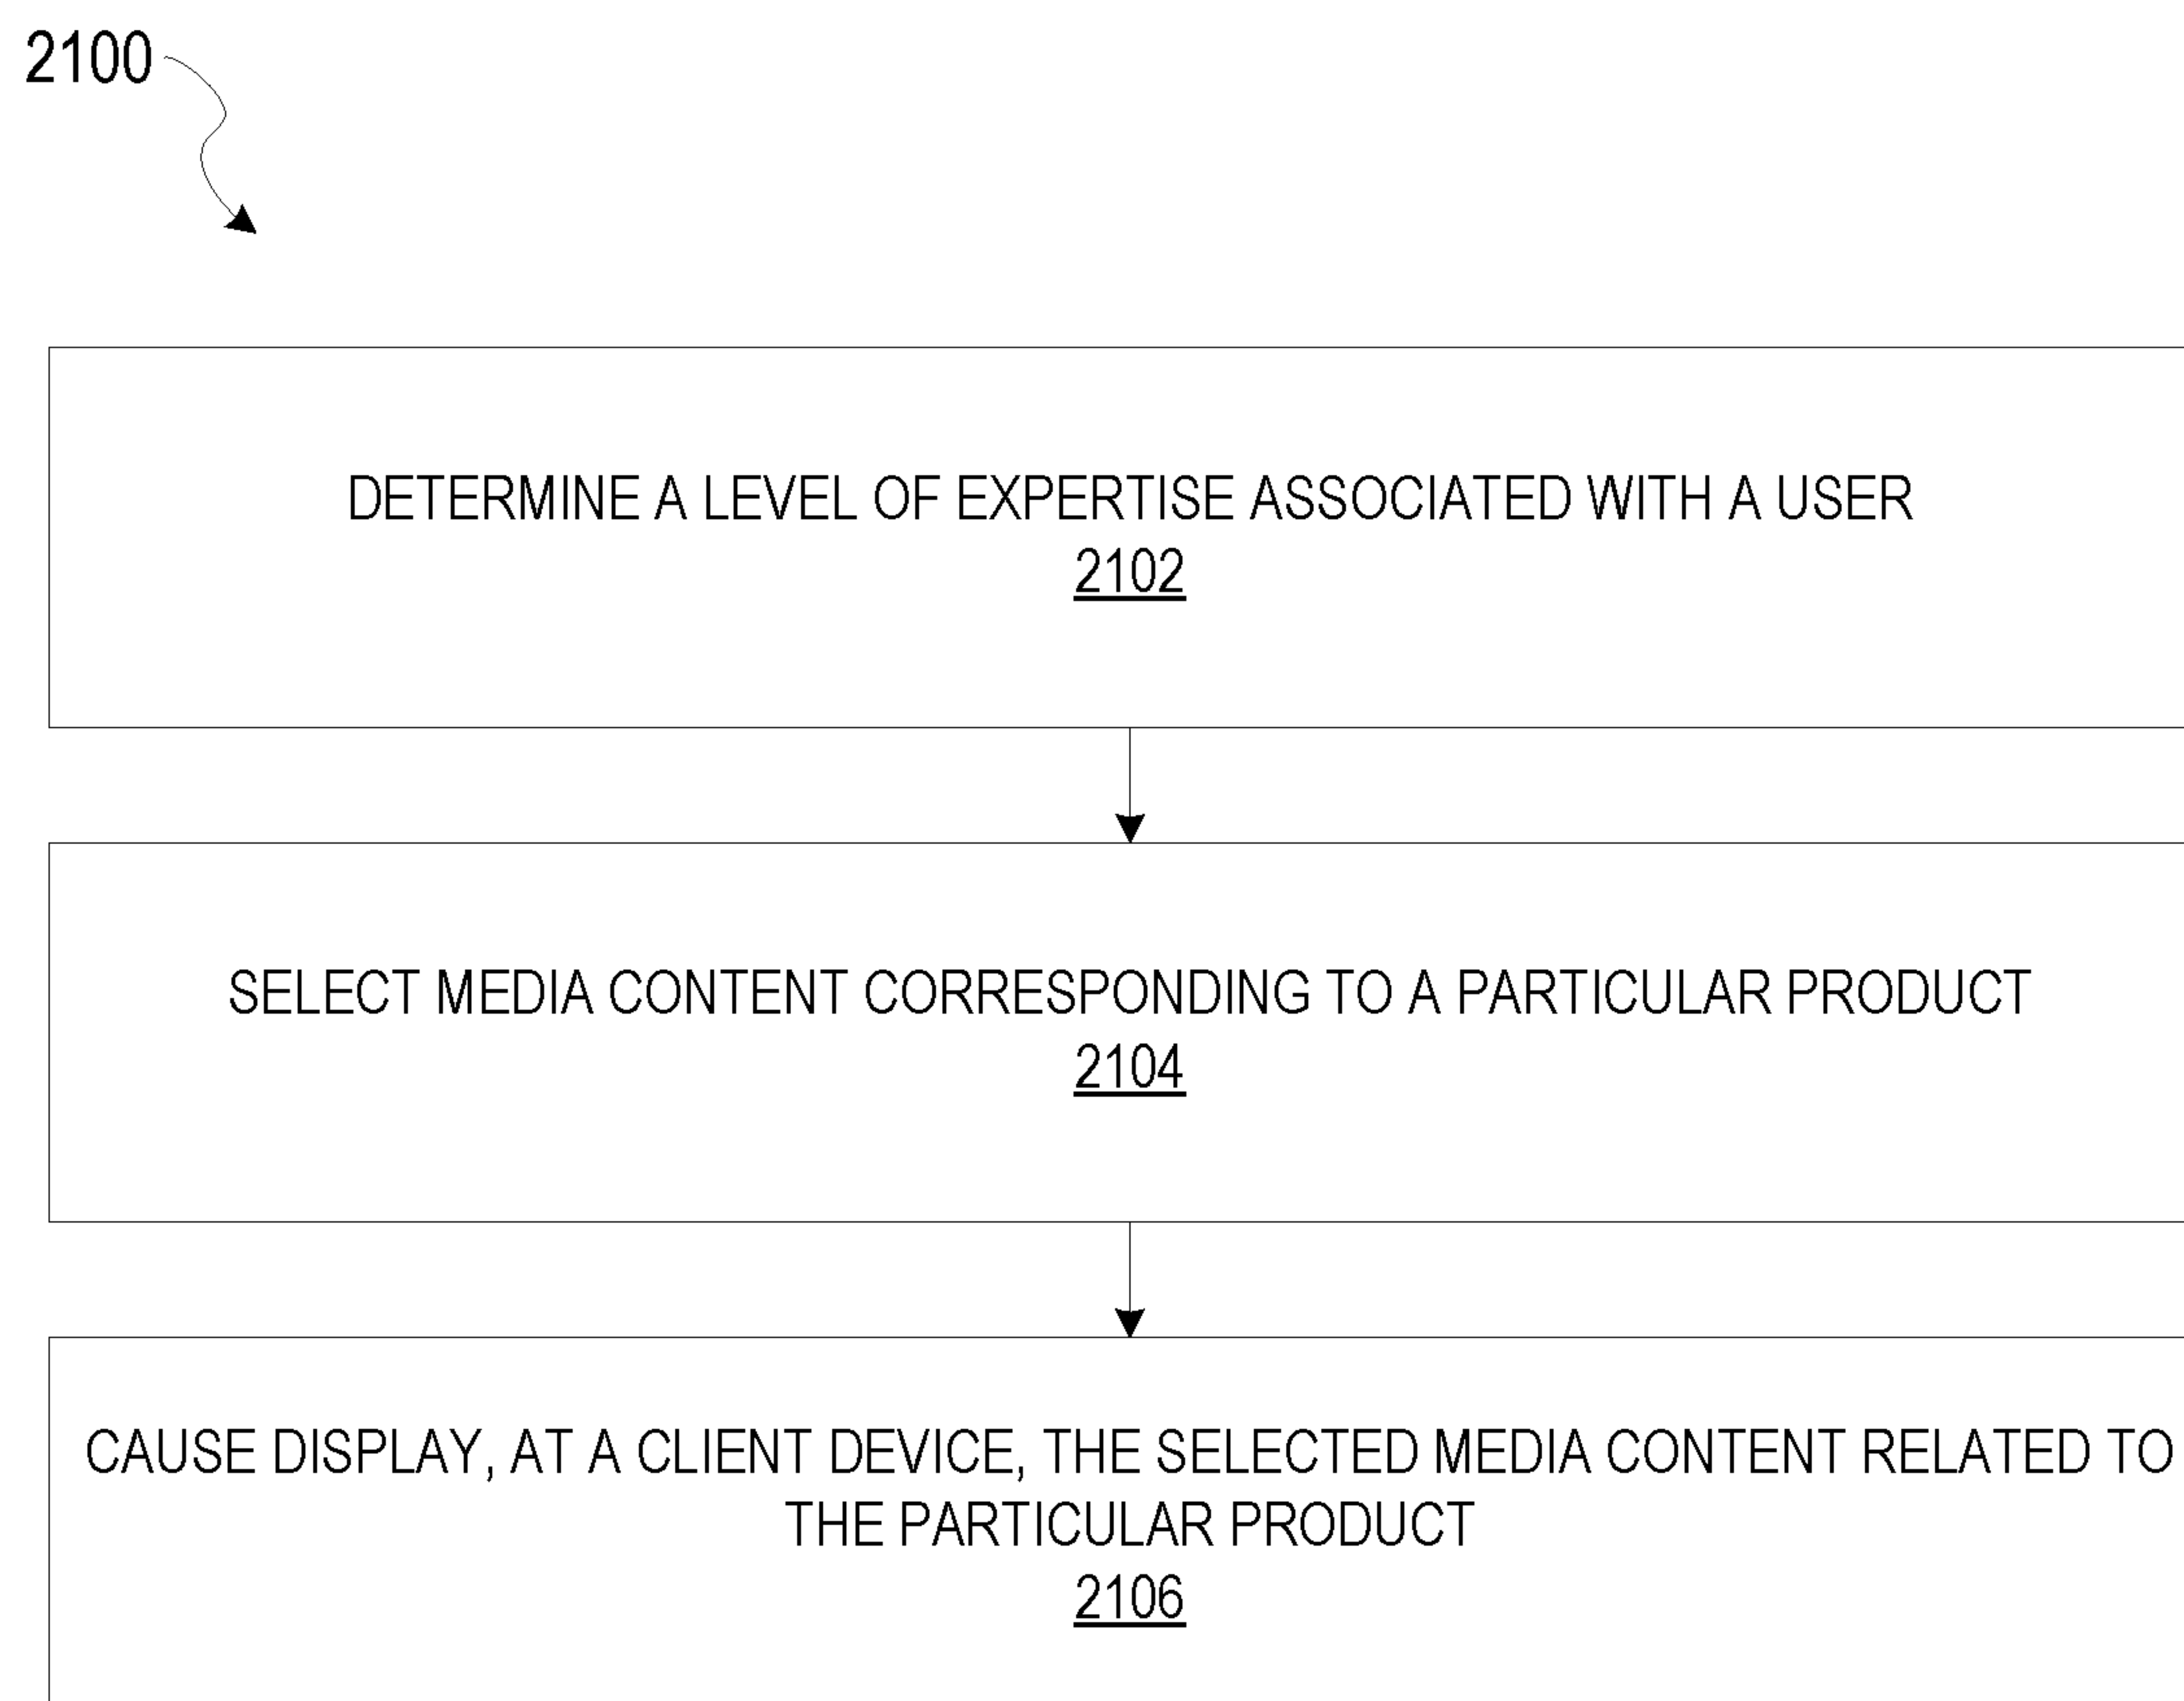 2100
DETERMINE A LEVEL OF EXPERTISE ASSOCIATED WITH A USER
2102
SELECT MEDIA CONTENT CORRESPONDING TO A PARTICULAR PRODUCT
2104
CAUSE DISPLAY, AT A CLIENT DEVICE, THE SELECTED MEDIA CONTENT RELATED TO
THE PARTICULAR PRODUCT
2106